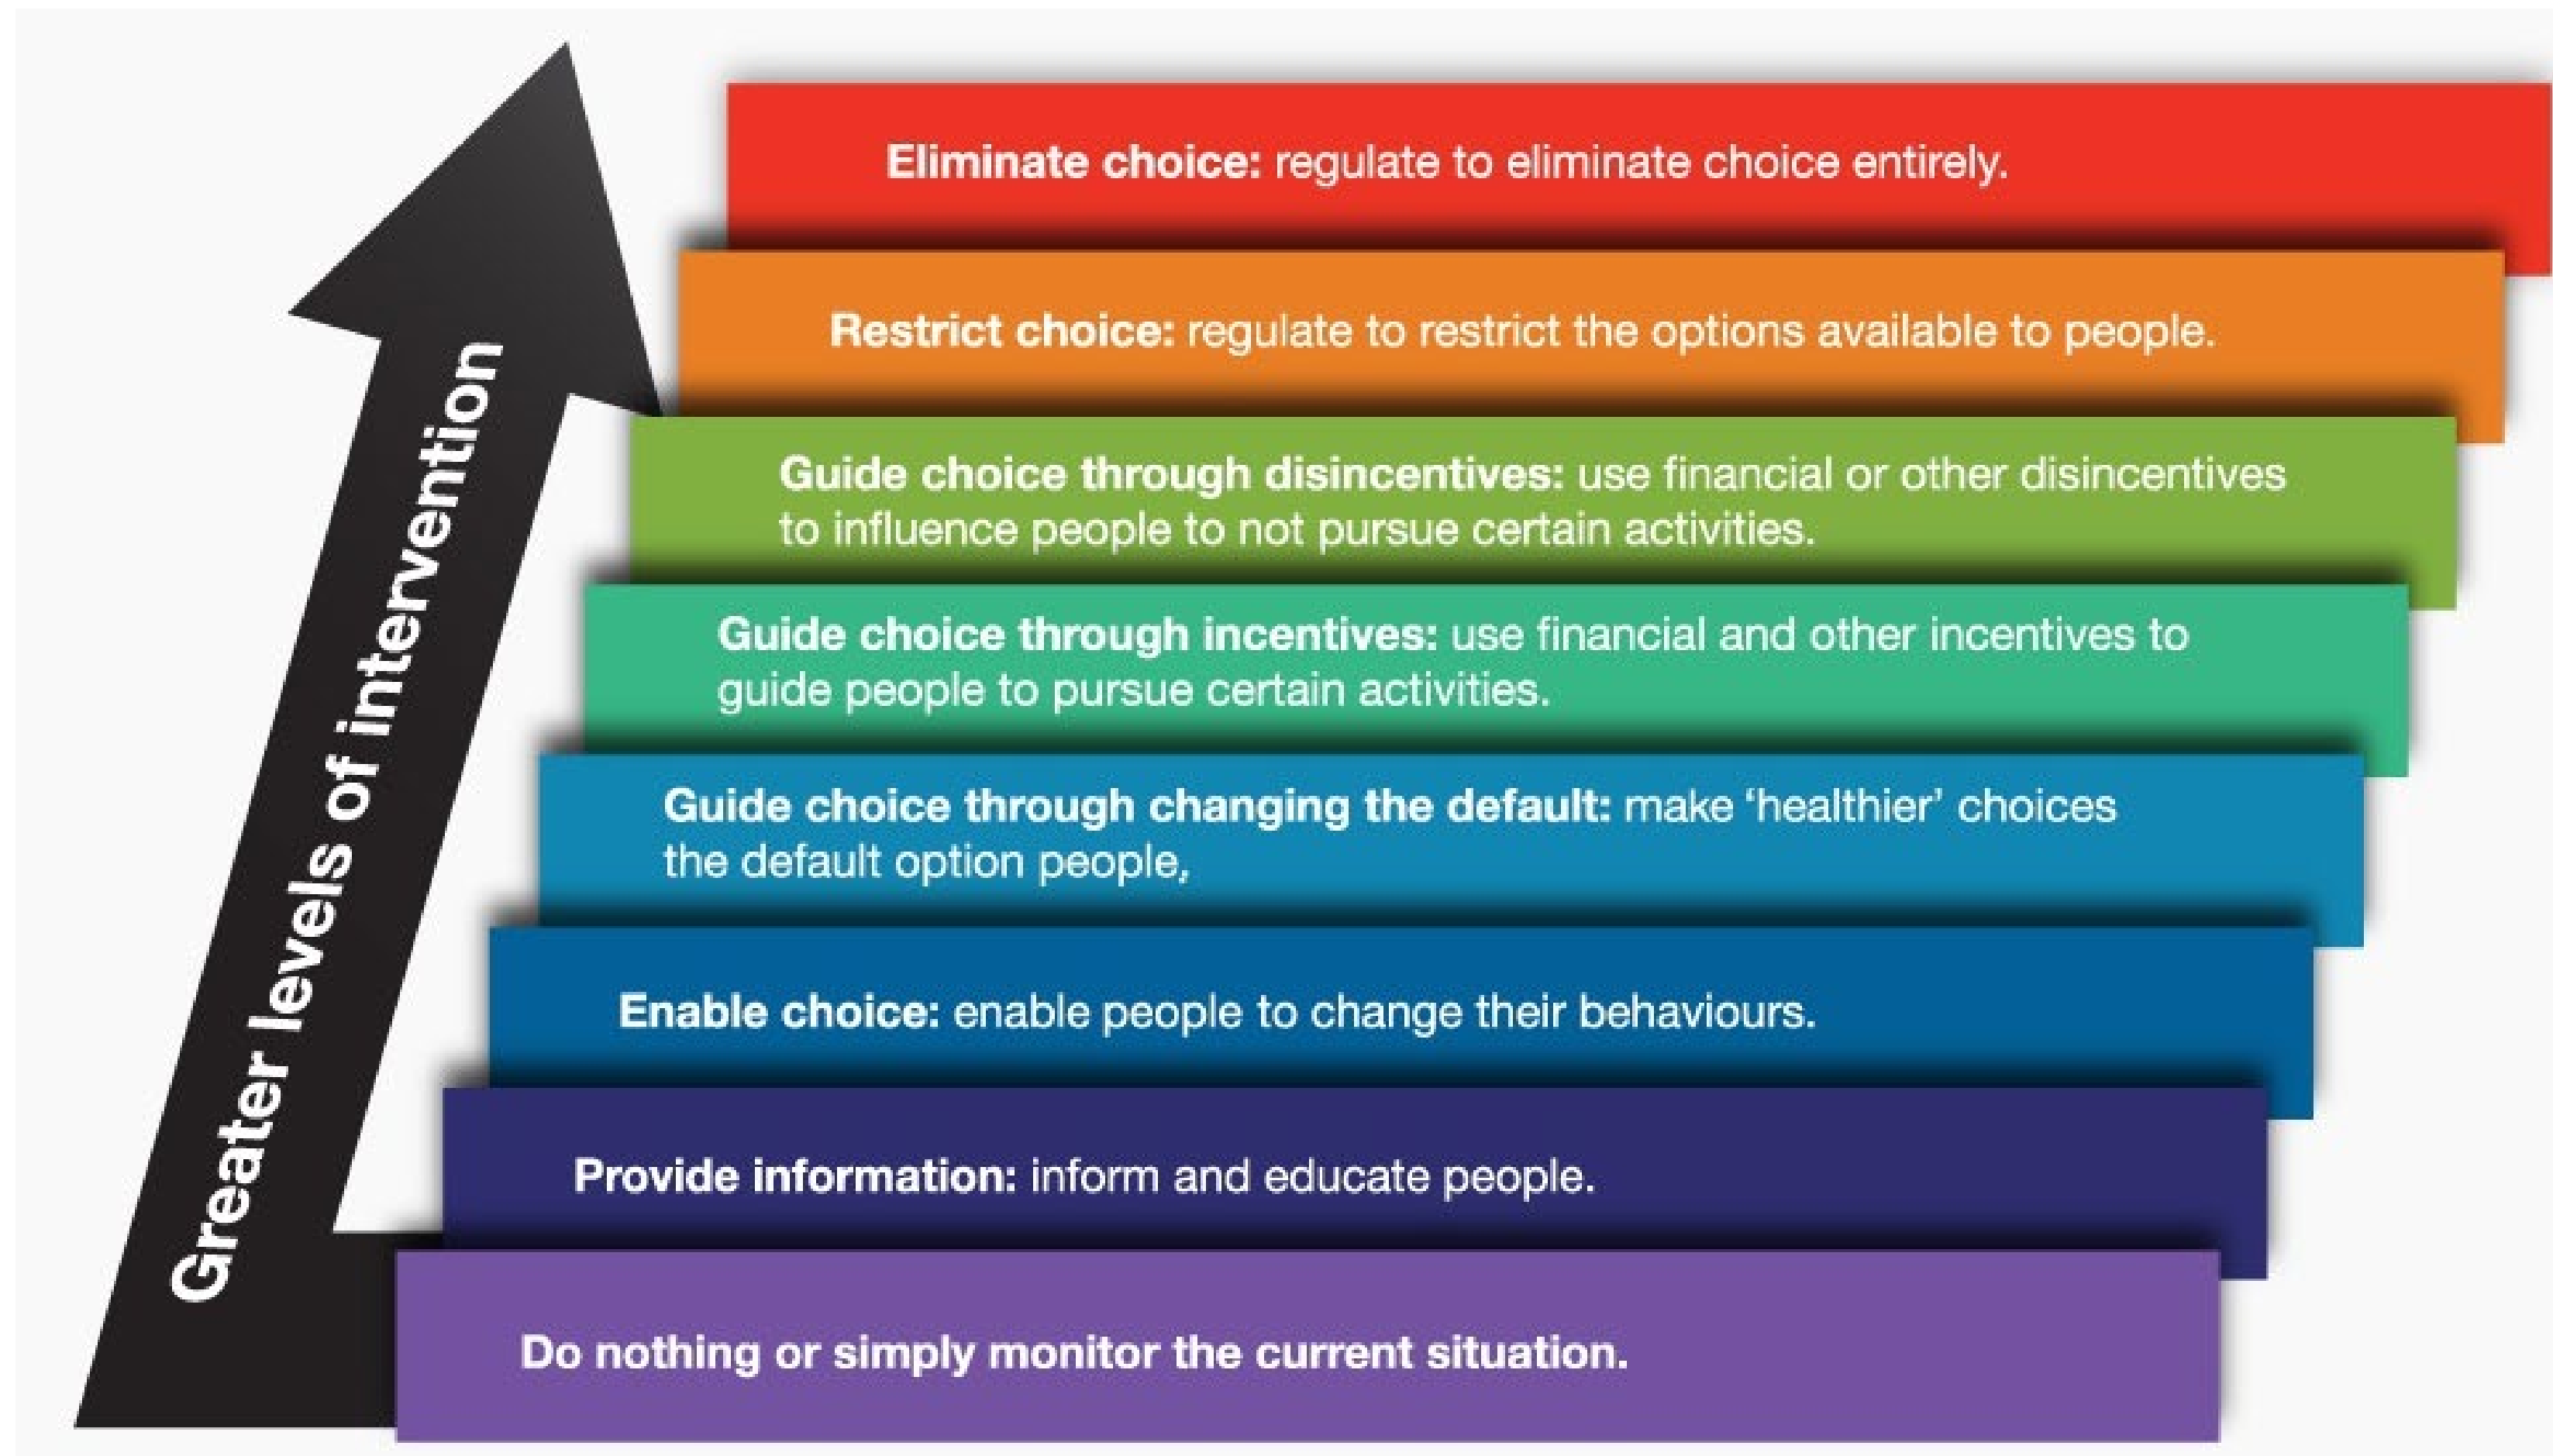 Greater levels of intervention
Eliminate choice: regulate to eliminate choice entirely.
Restrict choice: regulate to restrict the options available to people.
Guide choice through disincentives: use financial or other disincentives
to influence people to not pursue certain activities.
Guide choice through incentives: use financial and other incentives to
guide people to pursue certain activities.
Guide choice through changing the default: make ‘healthier’ choices
the default option people,
Enable choice: enable people to change their behaviours.
Provide information: inform and educate people.
Do nothing or simply monitor the current situation.